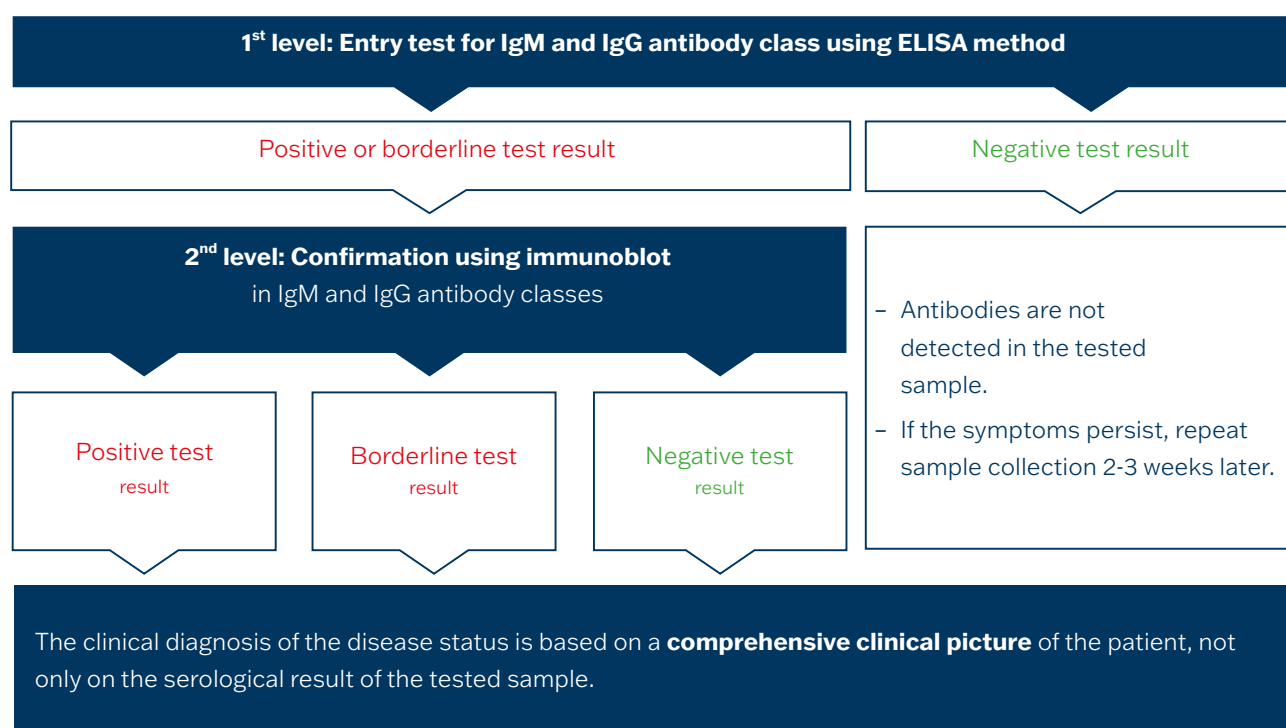 1st level: Entry test for IgM and IgG antibody class using ELISA method
Positive or borderline test result
Negative test result
2nd level: Confirmation using immunoblot
in IgM and IgG antibody classes
– Antibodies are not
detected in the tested
sample.
– If the symptoms persist, repeat
sample collection 2-3 weeks later.
Positive test
result
Borderline test
result
Negative test
result
The clinical diagnosis of the disease status is based on a comprehensive clinical picture of the patient, not
only on the serological result of the tested sample.